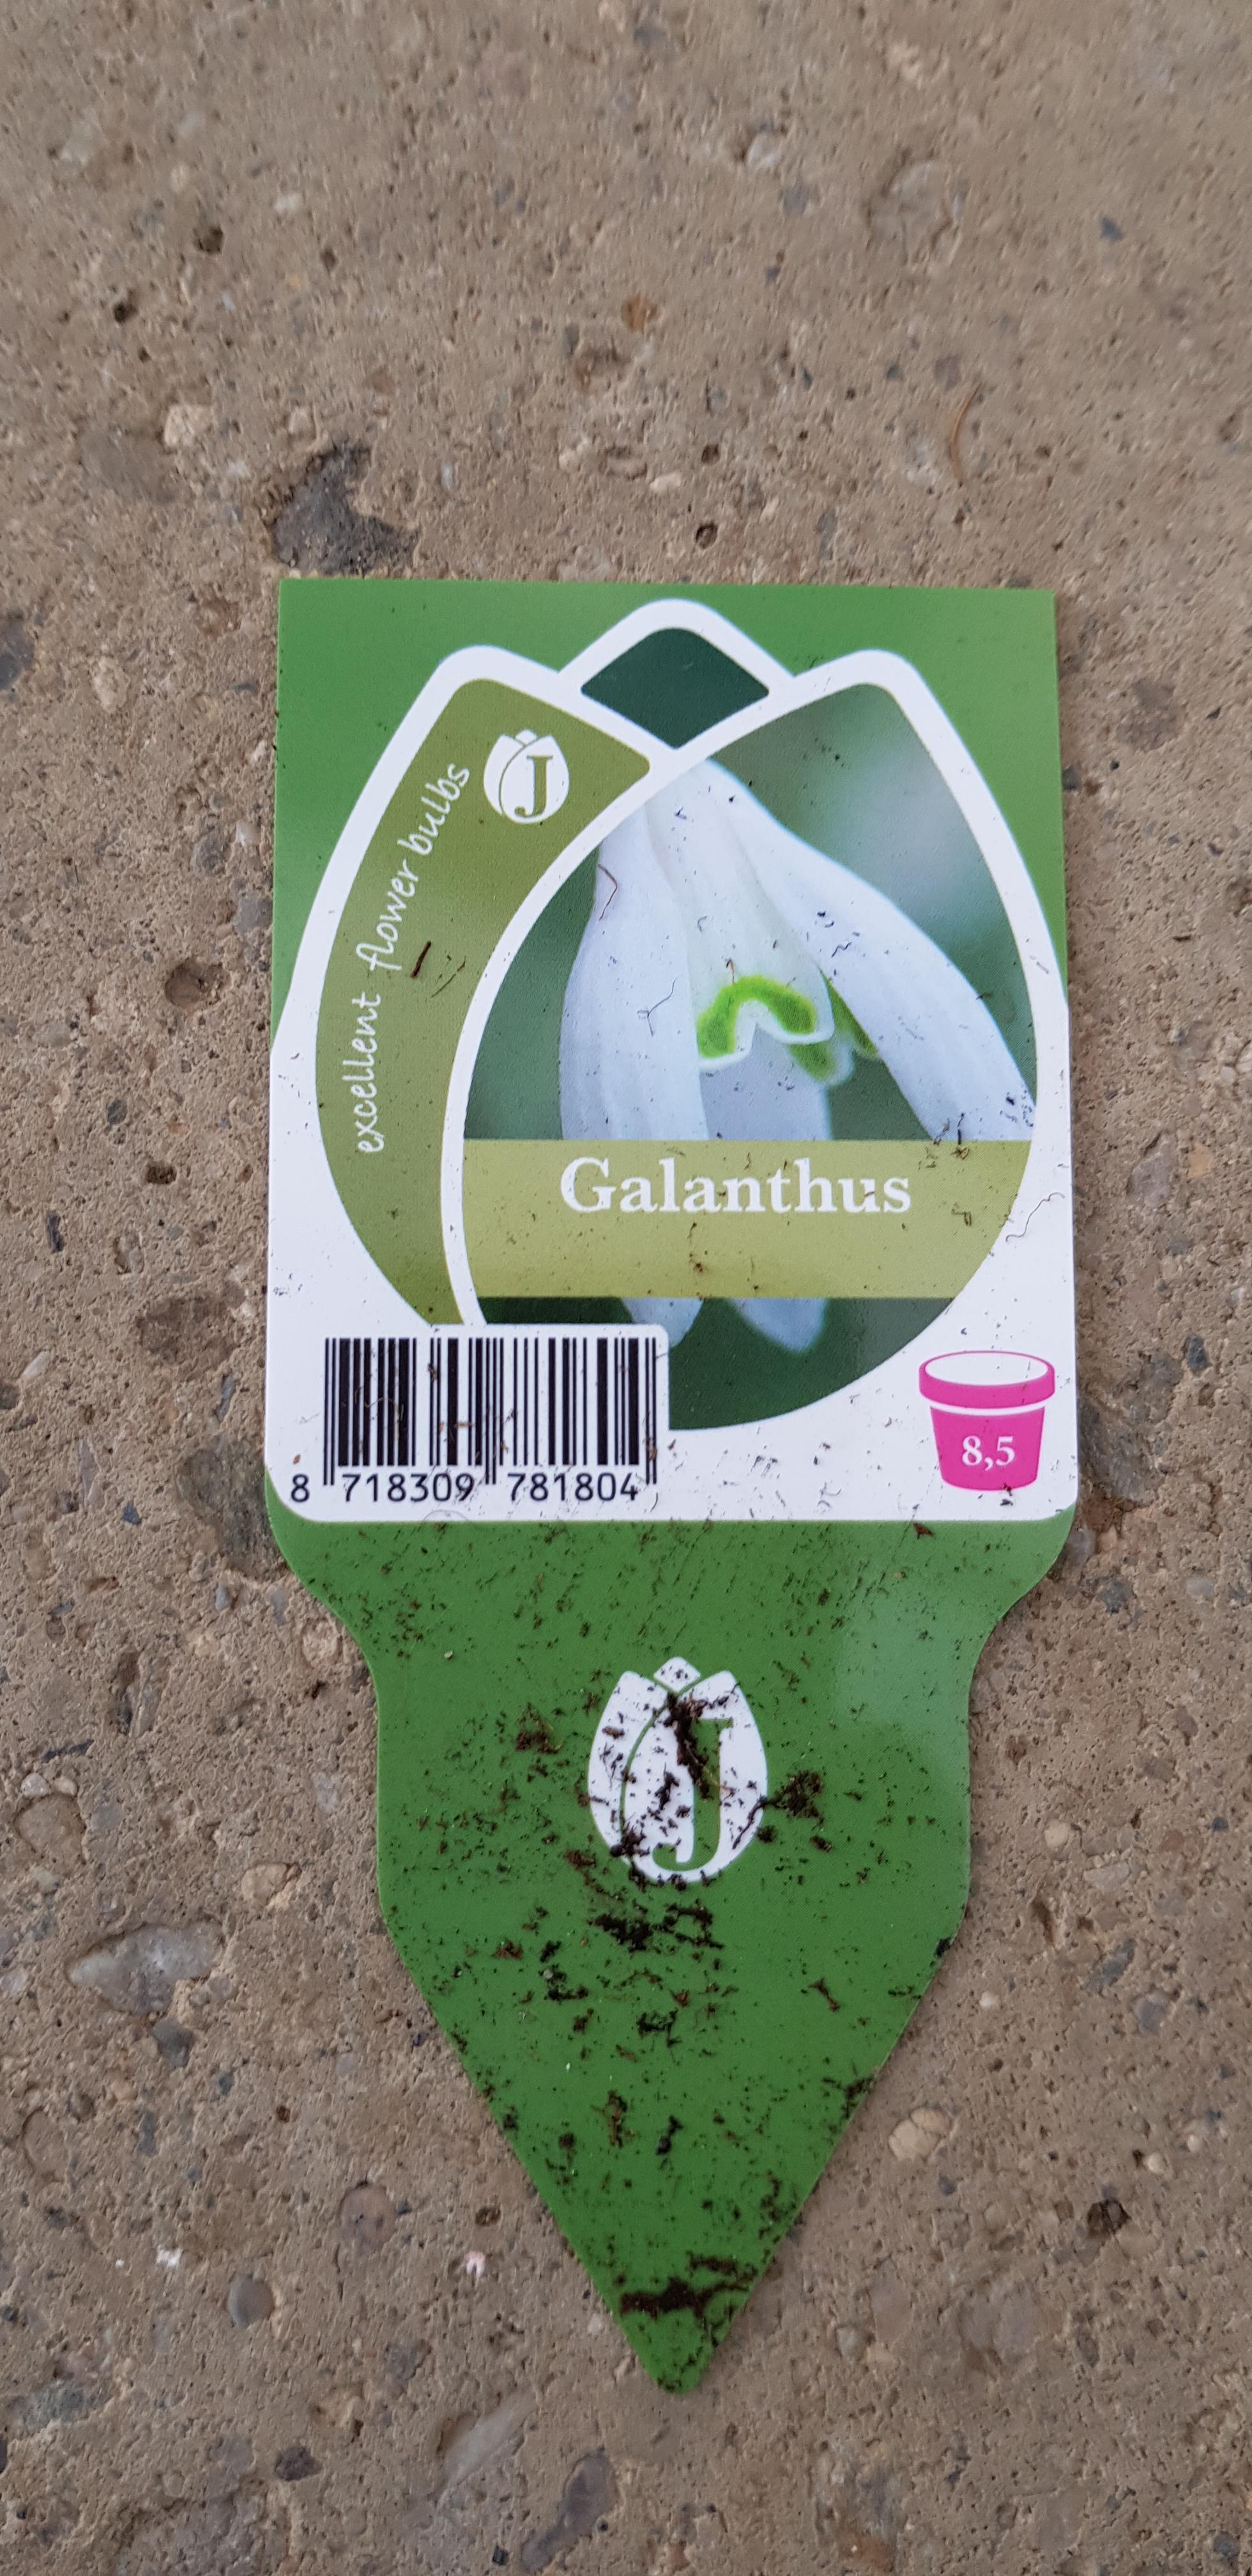 J
excellent flower bulbs
Galanthus
8 718309 781804
8,5
J